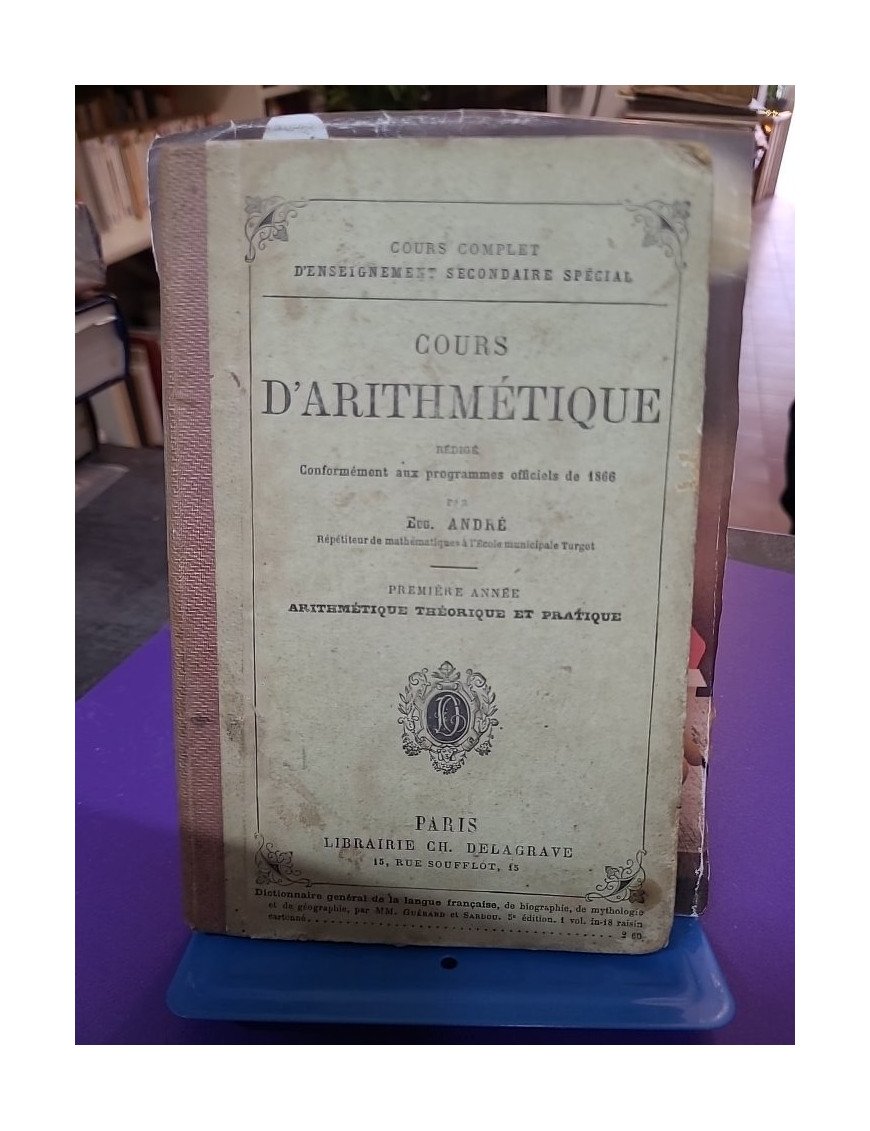 COURS COMPLET
D'ENSEIGNEMENT SECONDAIRE SPÉCIAL
COURS
D'ARITHMÉTIQUE
RÉDIGÉ
Conformément aux programmes officiels de 1866
PAR
EUG. ANDRÉ
Répétiteur de mathématiques à l'École municipale Turgot
PREMIÈRE ANNÉE
ARITHMÉTIQUE THÉORIQUE ET PRATIQUE
PARIS
LIBRAIRIE CH. DELAGRAVE
15, RUE SOUFFLOT, 15
Dictionnaire général de la langue française, de biographie, de mythologie
et de géographie, par MM. GUÉRARD et SARDOU. 5e édition. 1 vol. in-18 raisin
cartonné........................................ 2 60